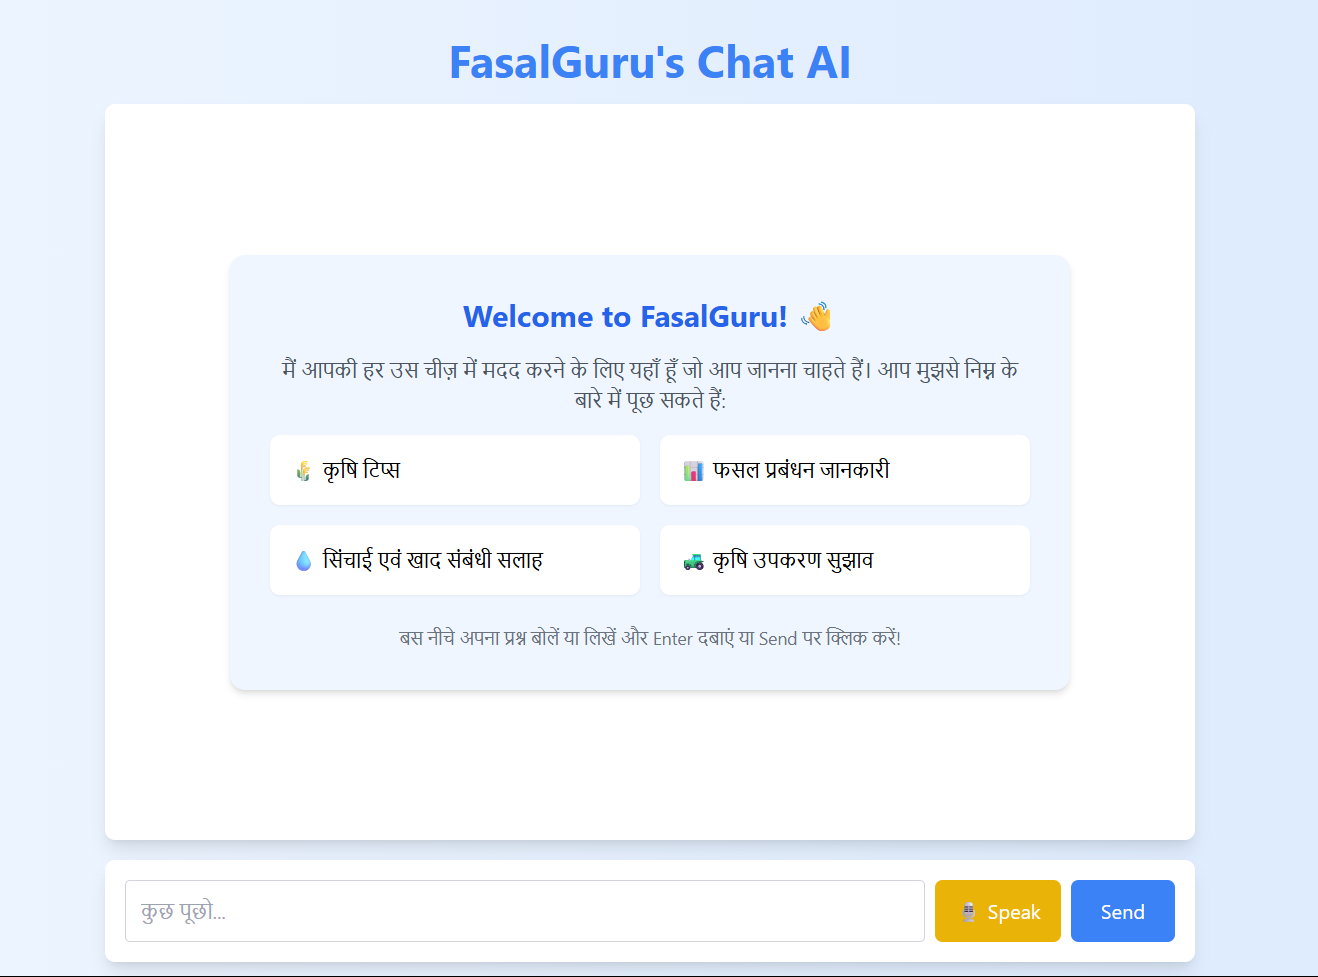 FasalGuru's Chat AI
Welcome to FasalGuru! 👋
मैं आपकी हर उस चीज़ में मदद करने के लिए यहाँ हूँ जो आप जानना चाहते हैं। आप मुझसे निम्न के
बारे में पूछ सकते हैं:
🌾 कृषि टिप्स
📊 फसल प्रबंधन जानकारी
💧 सिंचाई एवं खाद संबंधी सलाह
🚜 कृषि उपकरण सुझाव
बस नीचे अपना प्रश्न बोलें या लिखें और Enter दबाएं या Send पर क्लिक करें!
कुछ पूछो...
🎙️ Speak
Send